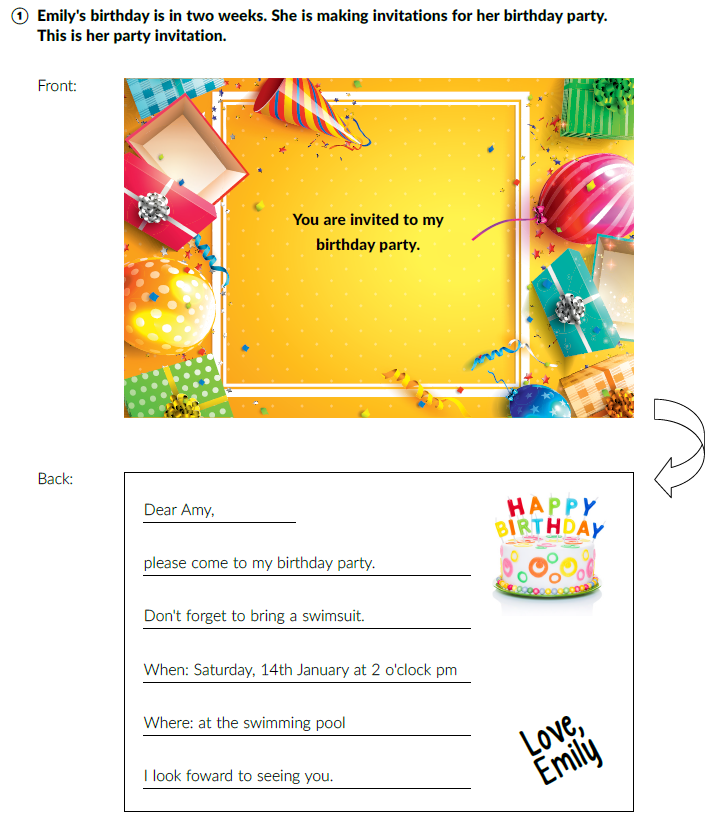 1 Emily's birthday is in two weeks. She is making invitations for her birthday party.
This is her party invitation.
Front:
You are invited to my
birthday party.
Back:
Dear Amy,
HAPPY
BIRTHDAY
please come to my birthday party.
Don't forget to bring a swimsuit.
When: Saturday, 14th January at 2 o'clock pm
Where: at the swimming pool
Love,
Emily
I look foward to seeing you.